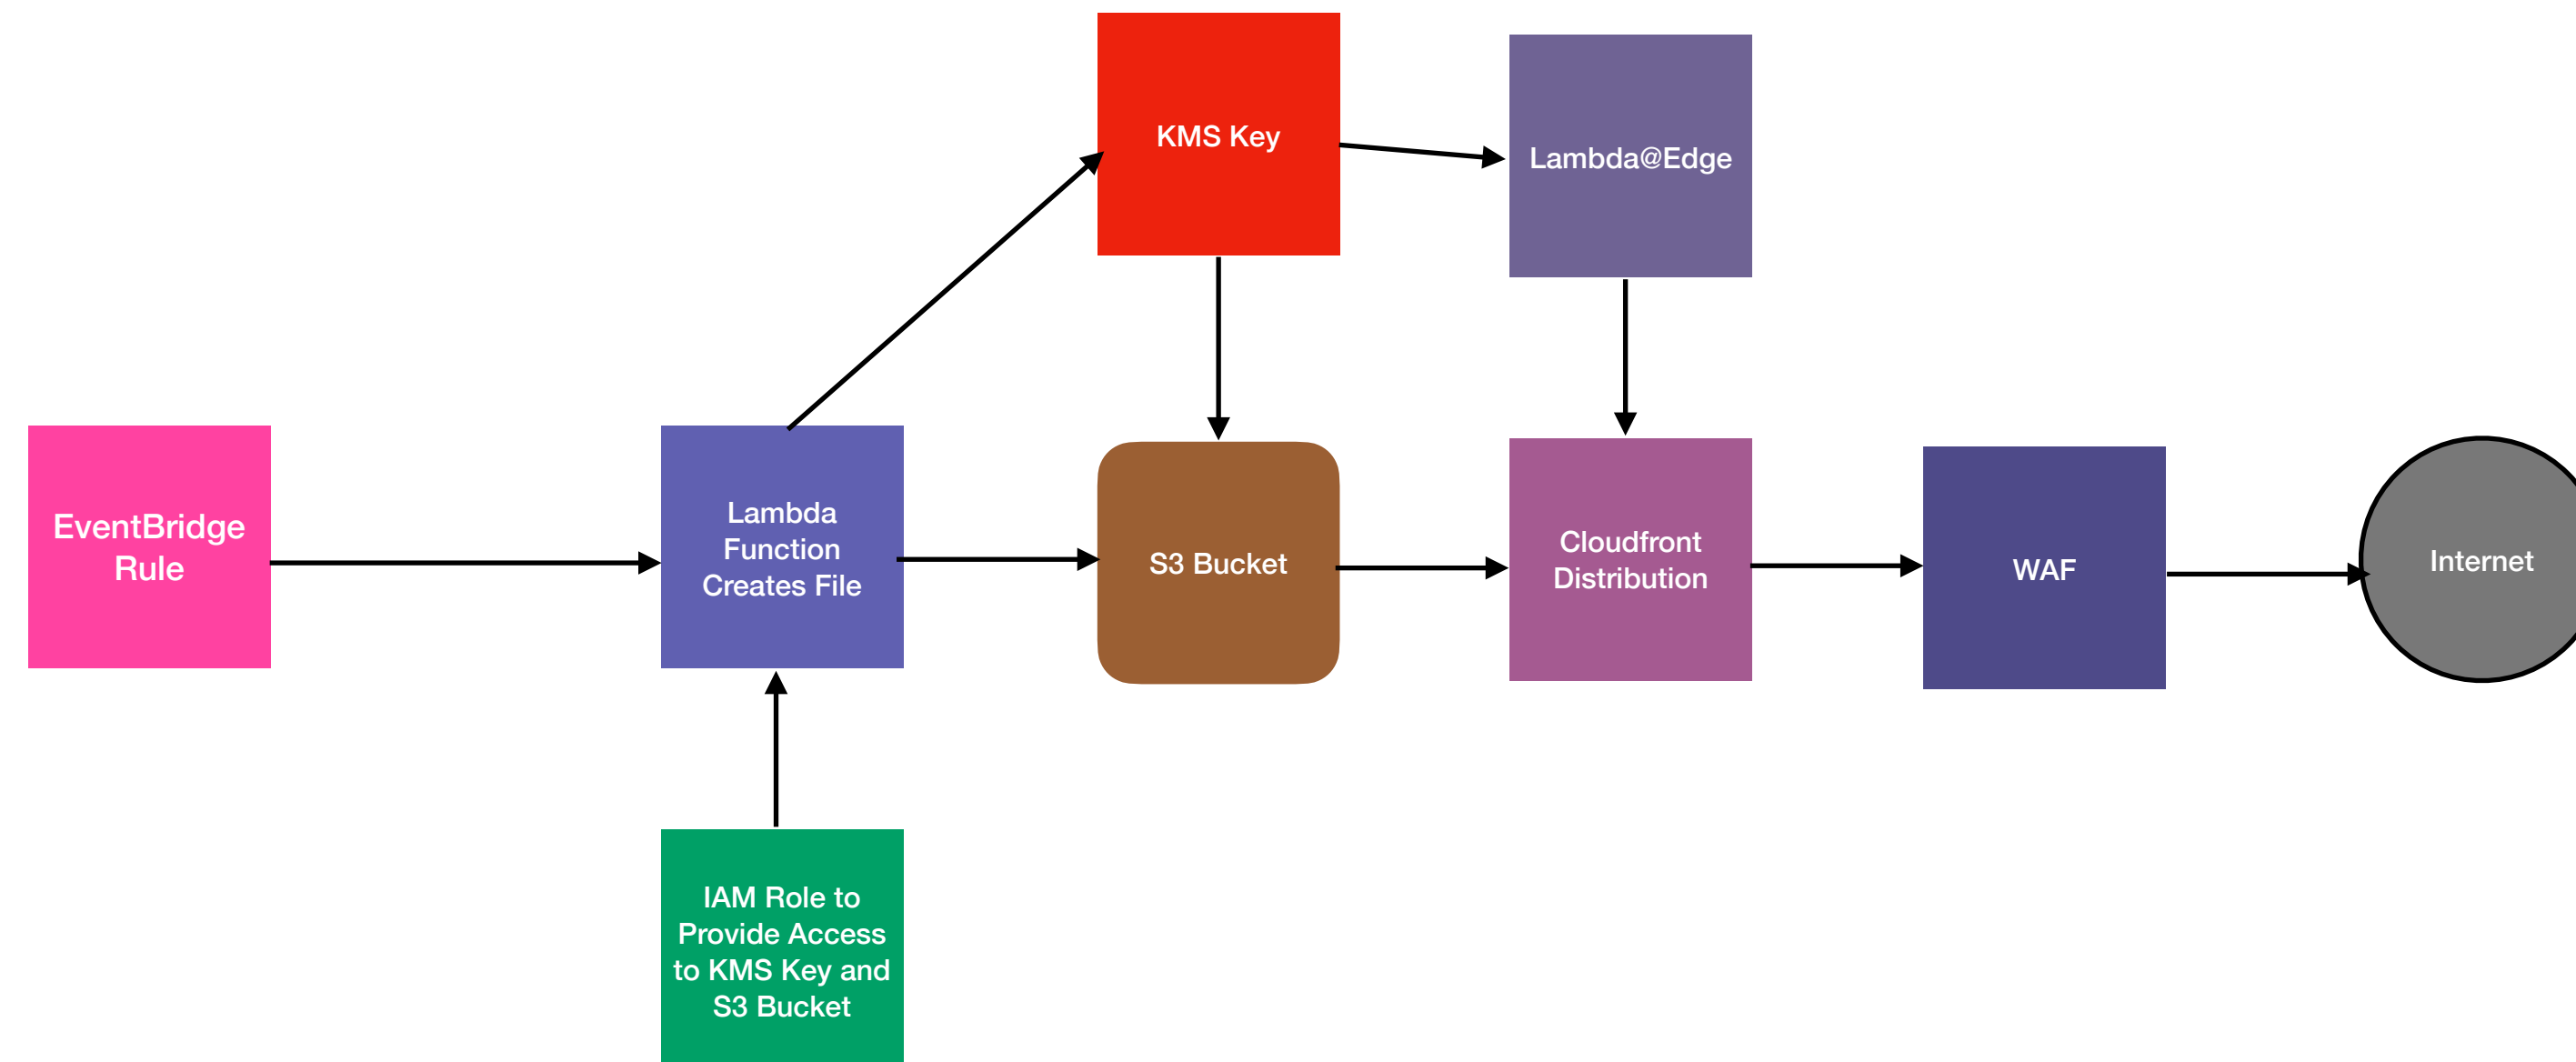 KMS Key
Lambda@Edge
EventBridge
Rule
Lambda
Function
Creates File
S3 Bucket
Cloudfront
Distribution
WAF
Internet
IAM Role to
Provide Access
to KMS Key and
S3 Bucket